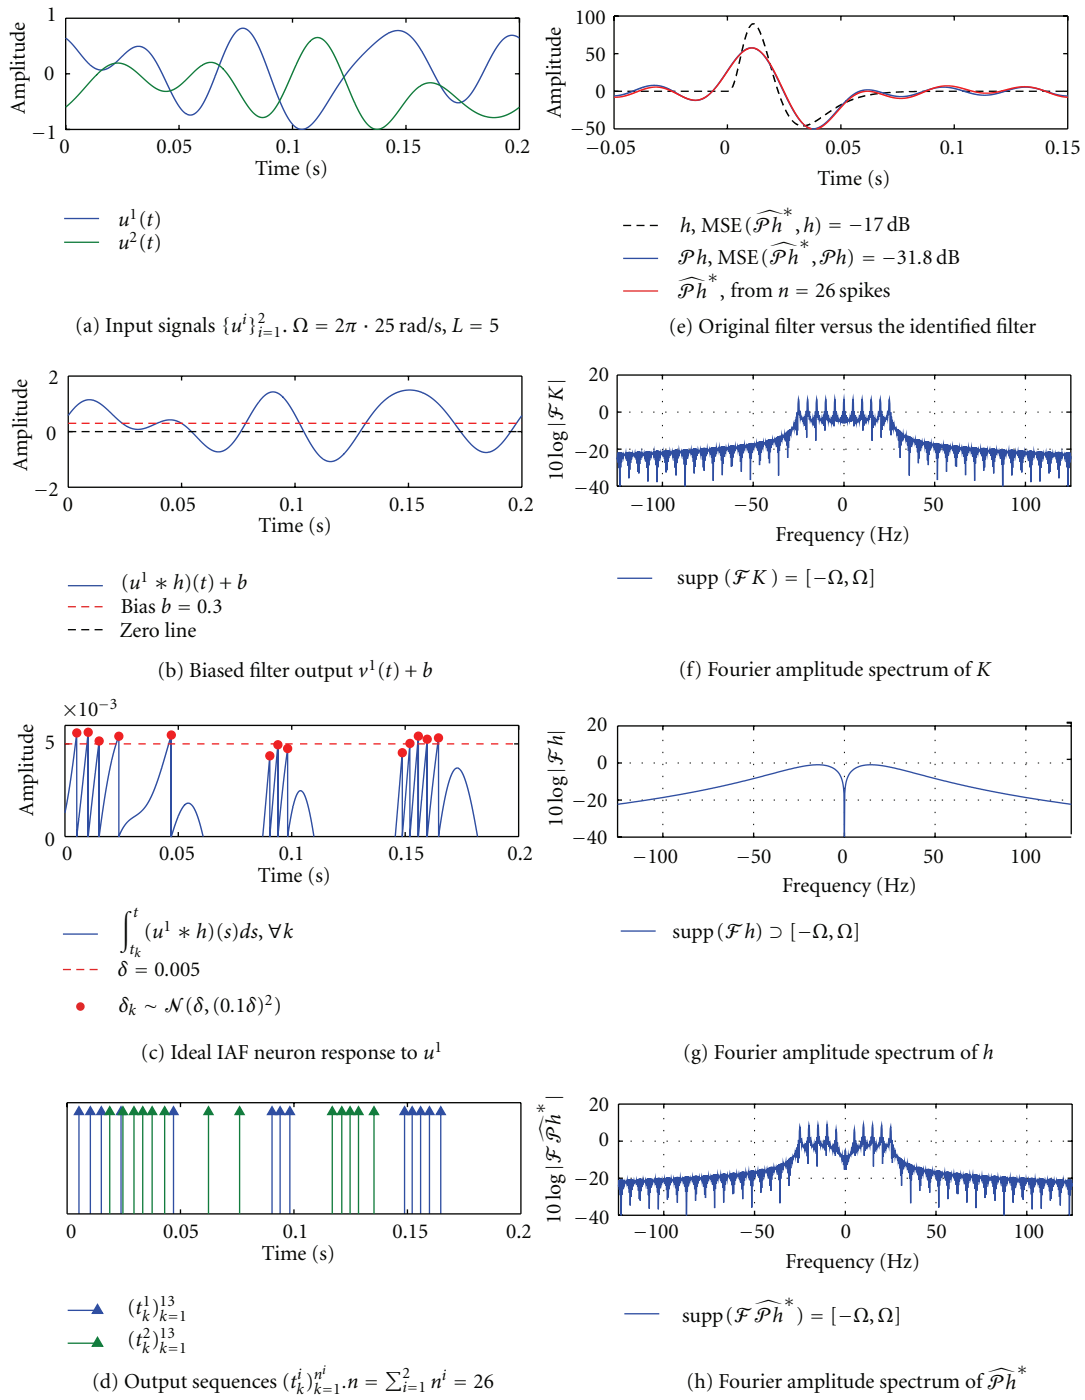 1
0
−1
Amplitude
0
0.05
0.1
0.15
0.2
Time (s)
u¹(t)
u²(t)
(a) Input signals {uⁱ}²ᵢ₌₁. Ω = 2π · 25 rad/s, L = 5
100
50
0
−50
Amplitude
−0.05
0
0.05
0.1
0.15
Time (s)
h, MSE(𝒫h^*, h) = −17 dB
𝒫h, MSE(𝒫h^*, 𝒫h) = −31.8 dB
𝒫h^*, from n = 26 spikes
(e) Original filter versus the identified filter
2
0
−2
Amplitude
0
0.05
0.1
0.15
0.2
Time (s)
(u¹ ∗ h)(t) + b
Bias b = 0.3
Zero line
(b) Biased filter output v¹(t) + b
20
0
−20
−40
10 log |ℱK|
−100
−50
0
50
100
Frequency (Hz)
supp (ℱK) = [−Ω, Ω]
(f) Fourier amplitude spectrum of K
×10⁻³
5
0
Amplitude
0
0.05
0.1
0.15
0.2
Time (s)
∫ₜₖᵗ (u¹ ∗ h)(s)ds, ∀k
δ = 0.005
δₖ ∼ 𝒩(δ, (0.1δ)²)
(c) Ideal IAF neuron response to u¹
20
0
−20
−40
10 log |ℱh|
−100
−50
0
50
100
Frequency (Hz)
supp (ℱh) ⊃ [−Ω, Ω]
(g) Fourier amplitude spectrum of h
0
0.05
0.1
0.15
0.2
Time (s)
(t¹ₖ)¹³ₖ₌₁
(t²ₖ)¹³ₖ₌₁
(d) Output sequences (tⁱₖ)ⁿⁱₖ₌₁.n = ∑²ᵢ₌₁ nⁱ = 26
20
0
−20
−40
10 log |ℱ𝒫h^*|
−100
−50
0
50
100
Frequency (Hz)
supp (ℱ𝒫h^*) = [−Ω, Ω]
(h) Fourier amplitude spectrum of 𝒫h^*